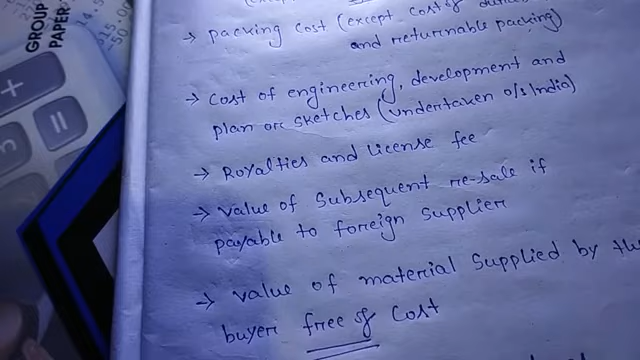 GROUP
PAPER-
→ packing cost (except cost of
and returnable packing)
→ Cost of engineering, development and
plan or sketches (undertaken o/s India)
→ Royalties and License fee
→ value of subsequent re-sale if
payable to foreign supplier
→ value of material supplied by the
buyer free of cost